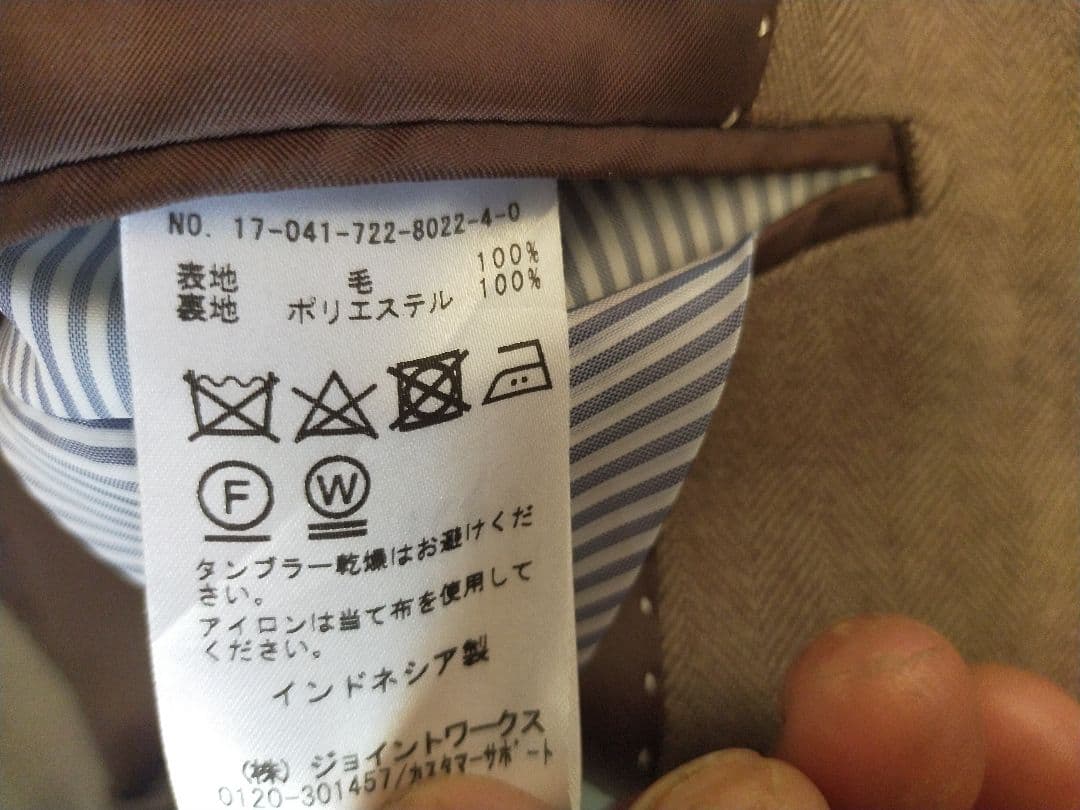 NO. 17-041-722-8022-4-0
表地 毛 100%
裏地 ポリエステル 100%
F W
タンブラー乾燥はお避けくだ
さい。
アイロンは当て布を使用して
ください。
インドネシア製
(株) ジョイントワークス
0120-301457/カスタマーサポート